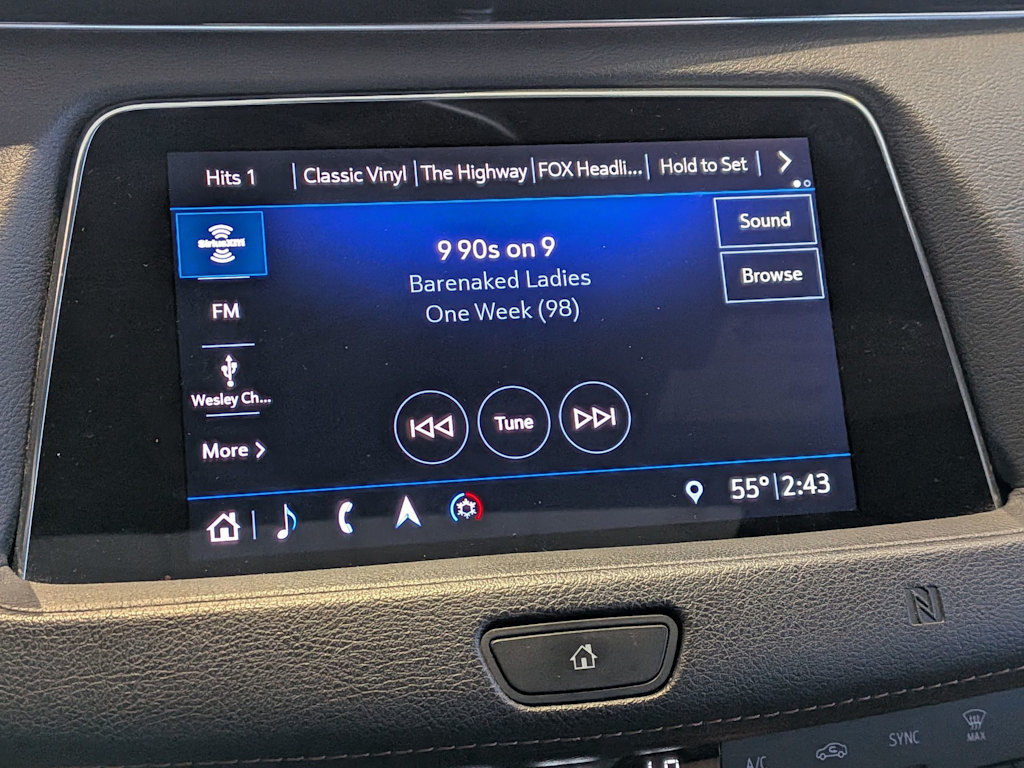 Hits 1 Classic Vinyl The Highway FOX Headli... Hold to Set
SiriusXM
FM
Wesley Ch...
More
9 90s on 9
Barenaked Ladies
One Week (98)
Sound
Browse
Tune
55° 2:43
A/C SYNC MAX